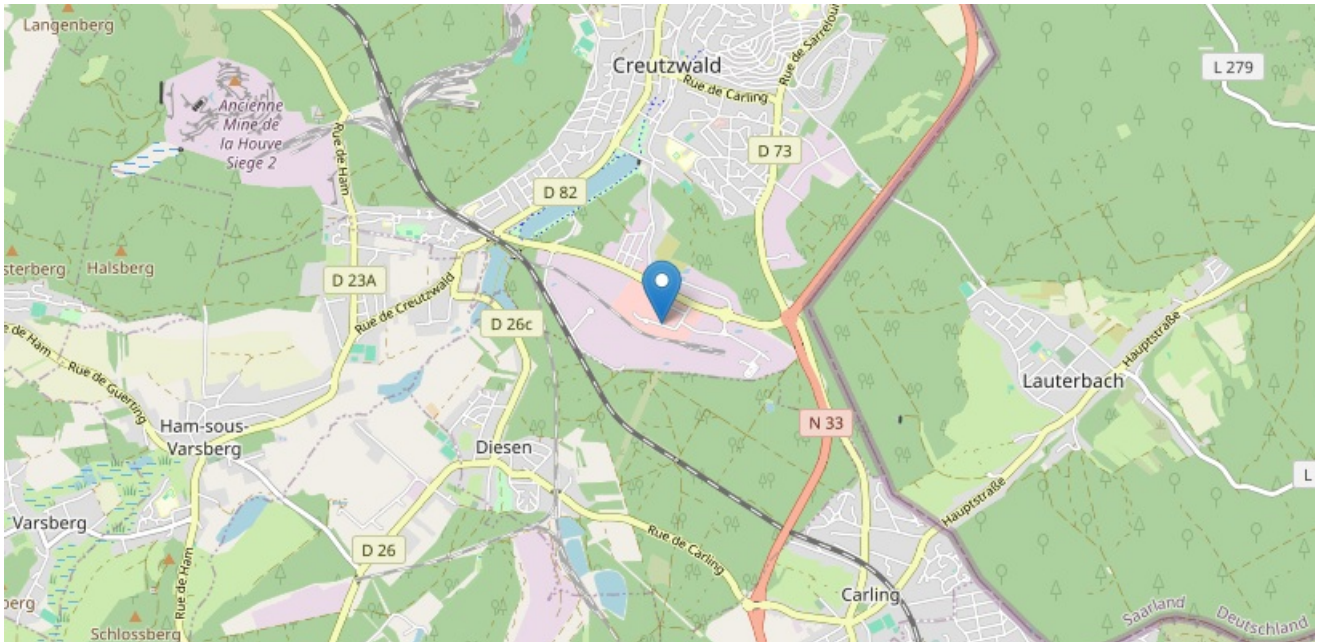 Langenberg
Creutzwald
L 279
Rue de Sarrelou
Rue de Carling
Ancienne
Mine de
la Houve
Siege 2
Rue de Ham
D 73
D 82
sterberg
Halsberg
D 23A
Rue de Creutzwald
D 26c
e de Ham
Rue de Guerting
Hauptstraße
Lauterbach
Ham-sous-
Varsberg
Diesen
N 33
L
Hauptstraße
Varsberg
D 26
Rue de Carling
Rue de Ham
Carling
berg
Schlossberg
Saarland
Deutschland